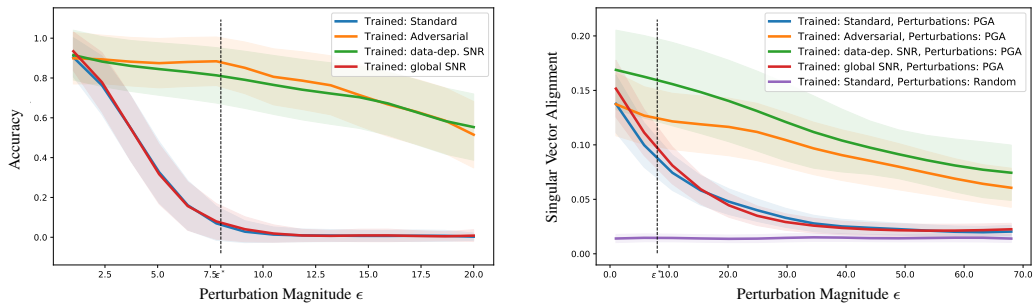 Trained: Standard
Trained: Adversarial
Trained: data-dep. SNR
Trained: global SNR
Accuracy
1.0
0.8
0.6
0.4
0.2
0.0
2.5 5.0 7.5 ε* 10.0 12.5 15.0 17.5 20.0
Perturbation Magnitude ϵ
Trained: Standard, Perturbations: PGA
Trained: Adversarial, Perturbations: PGA
Trained: data-dep. SNR, Perturbations: PGA
Trained: global SNR, Perturbations: PGA
Trained: Standard, Perturbations: Random
Singular Vector Alignment
0.20
0.15
0.10
0.05
0.00
0.0 ε* 10.0 20.0 30.0 40.0 50.0 60.0 70.0
Perturbation Magnitude ϵ